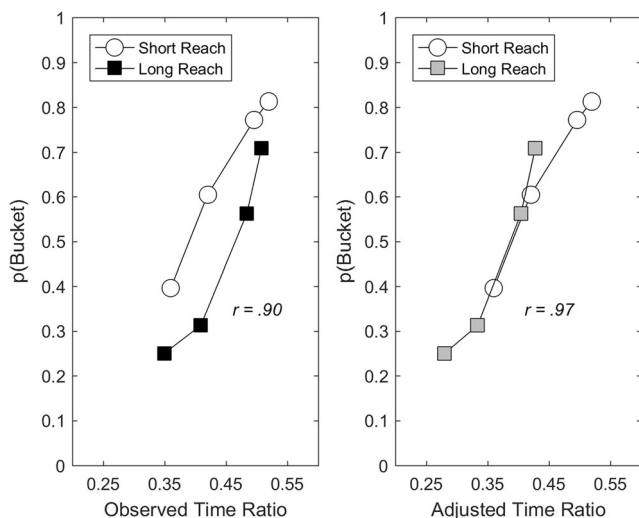 Short Reach
Long Reach
p(Bucket)
1
0.9
0.8
0.7
0.6
0.5
0.4
0.3
0.2
0.1
0
r = .90
0.25 0.35 0.45 0.55
Observed Time Ratio
Short Reach
Long Reach
p(Bucket)
1
0.9
0.8
0.7
0.6
0.5
0.4
0.3
0.2
0.1
0
r = .97
0.25 0.35 0.45 0.55
Adjusted Time Ratio